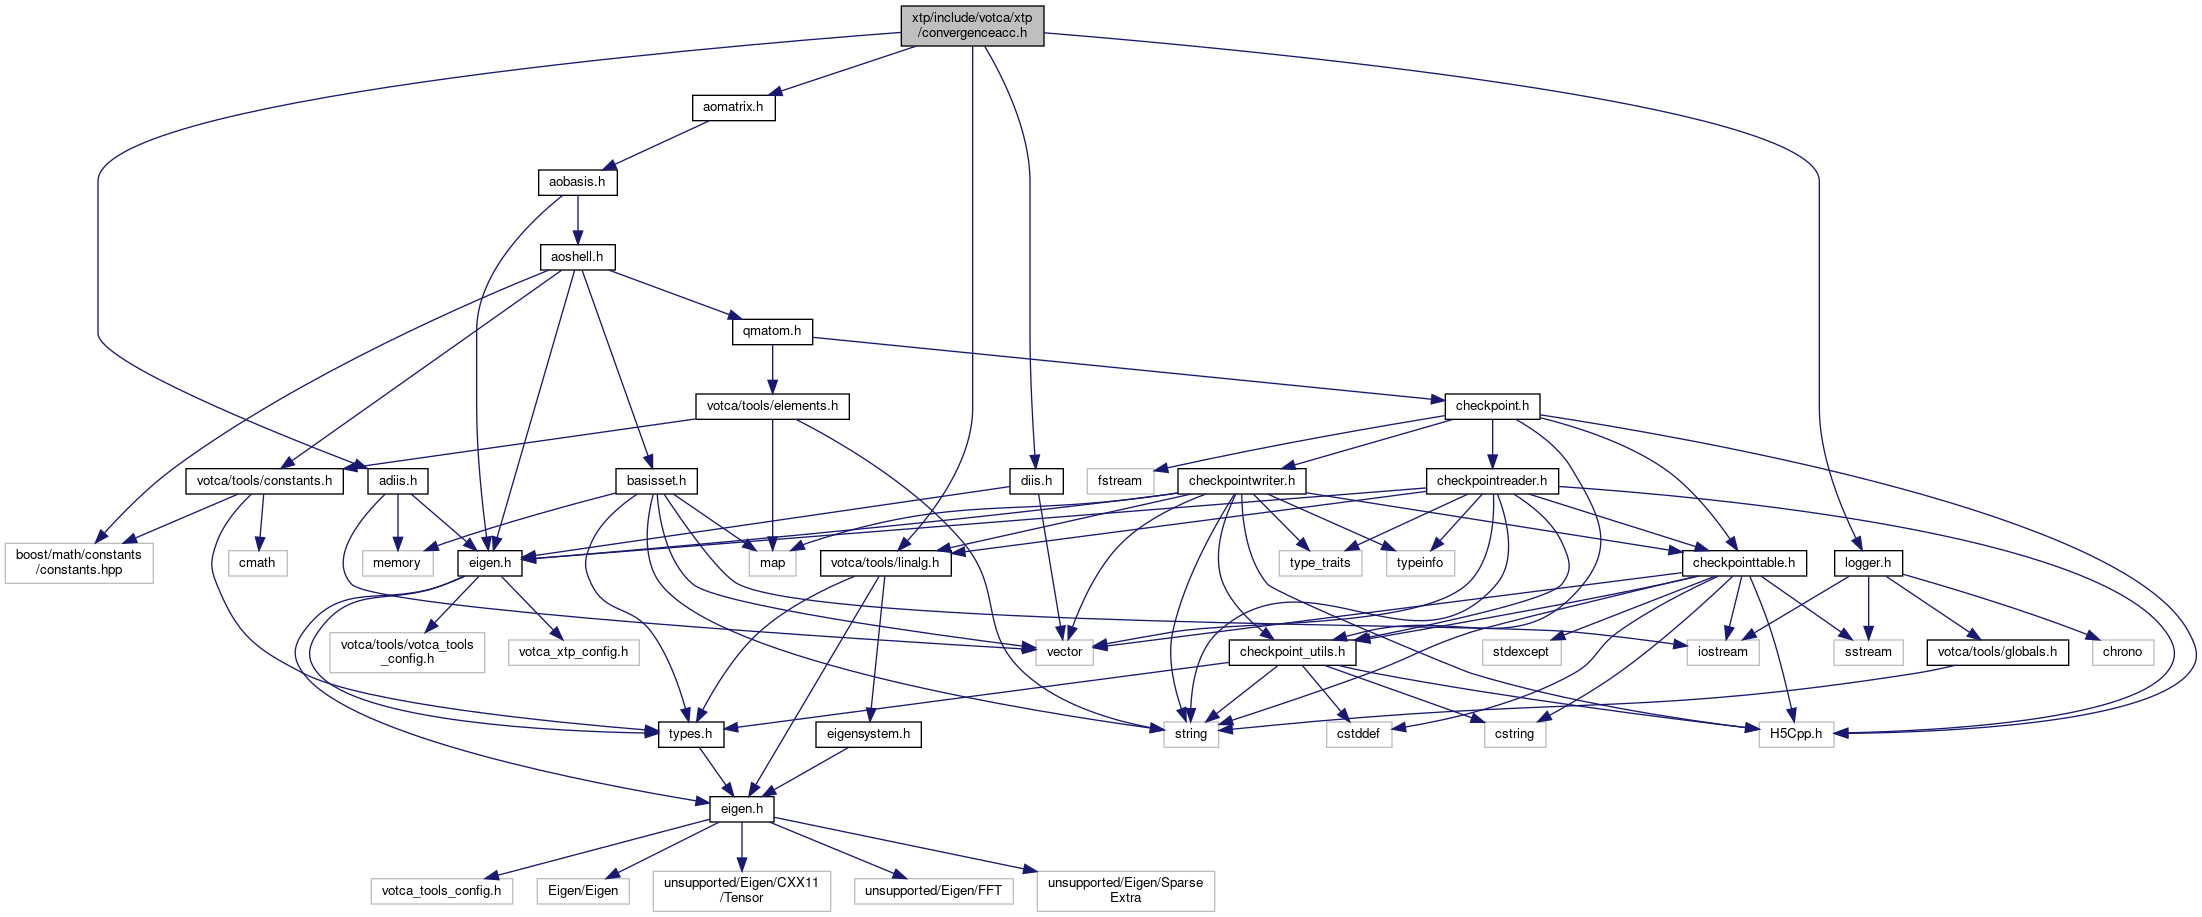 xtp/include/votca/xtp
/convergenceacc.h
aomatrix.h
aobasis.h
aoshell.h
qmatom.h
votca/tools/elements.h
checkpoint.h
votca/tools/constants.h
adiis.h
basisset.h
diis.h
fstream
checkpointwriter.h
checkpointreader.h
boost/math/constants
/constants.hpp
cmath
memory
eigen.h
map
votca/tools/linalg.h
type_traits
typeinfo
checkpointtable.h
logger.h
votca/tools/votca_tools
_config.h
votca_xtp_config.h
vector
checkpoint_utils.h
stdexcept
iostream
sstream
votca/tools/globals.h
chrono
types.h
eigensystem.h
string
cstddef
cstring
H5Cpp.h
eigen.h
votca_tools_config.h
Eigen/Eigen
unsupported/Eigen/CXX11
/Tensor
unsupported/Eigen/FFT
unsupported/Eigen/Sparse
Extra